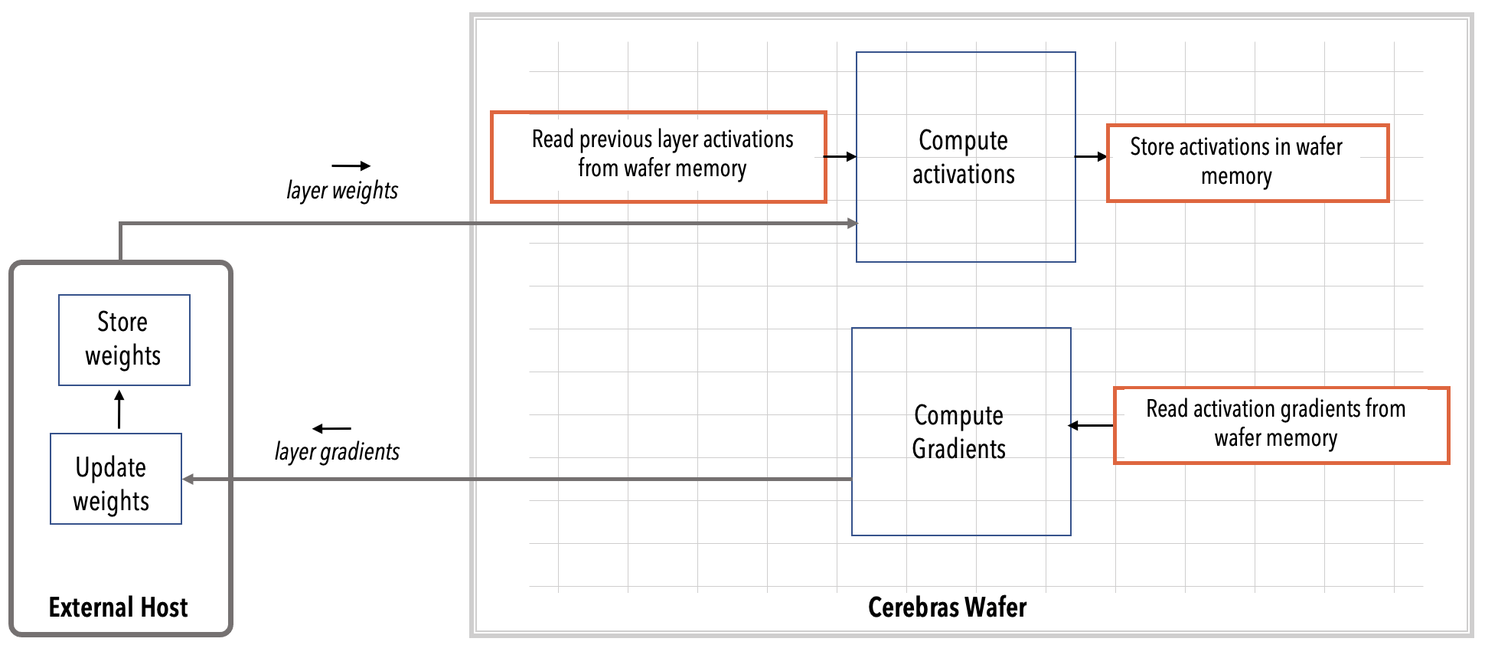 Read previous layer activations
from wafer memory
Compute
activations
Store activations in wafer
memory
layer weights
Store
weights
Update
weights
layer gradients
Compute
Gradients
Read activation gradients from
wafer memory
External Host
Cerebras Wafer